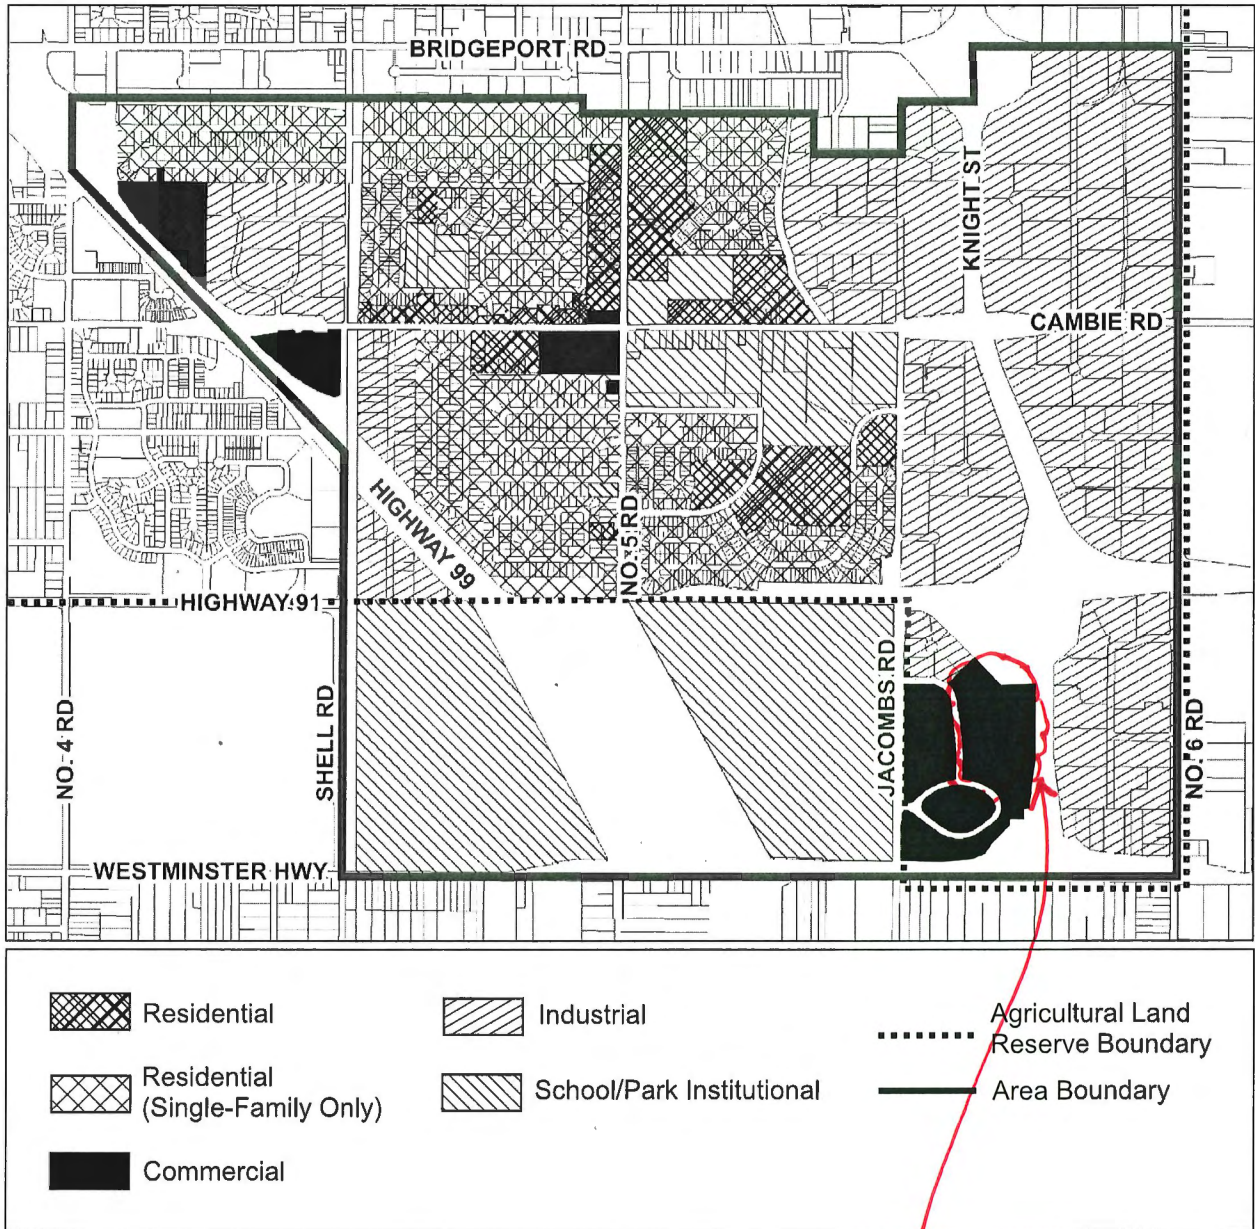 BRIDGEPORT RD
KNIGHT ST
CAMBIE RD
HIGHWAY 99
NO. 5 RD
HIGHWAY 91
NO. 4 RD
SHELL RD
JACOMBS RD
NO. 6 RD
WESTMINSTER HWY
Residential
Residential
(Single-Family Only)
Commercial
Industrial
School/Park Institutional
Agricultural Land
Reserve Boundary
Area Boundary